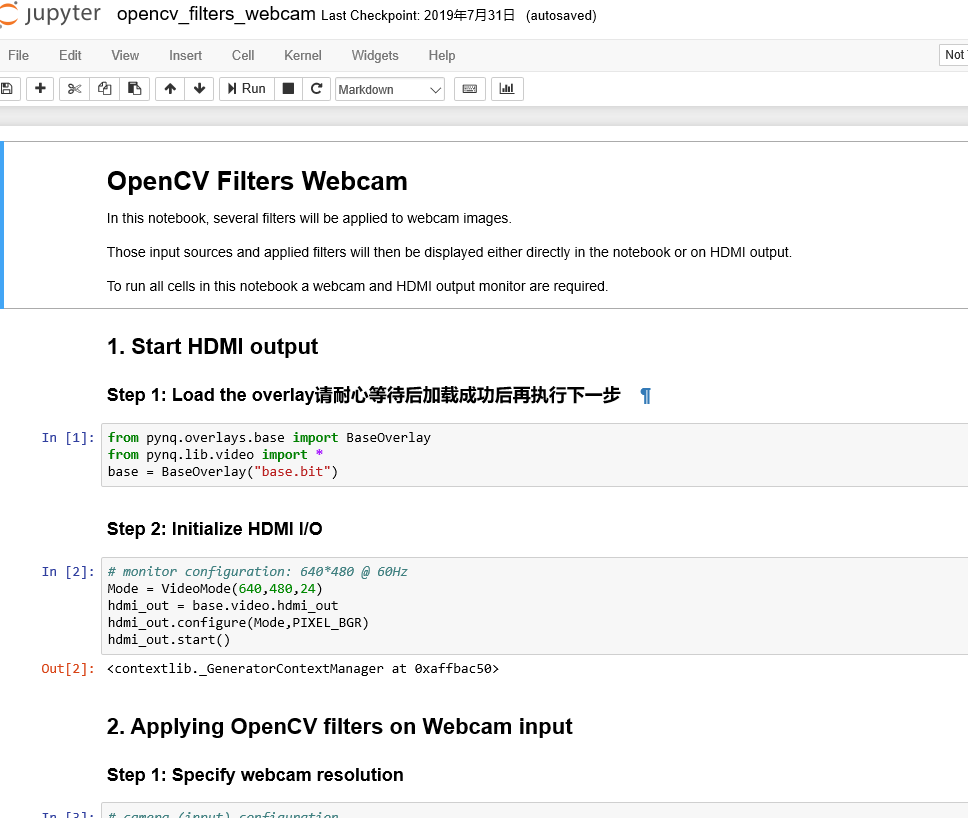 jupyter opencv_filters_webcam Last Checkpoint: 2019年7月31日 (autosaved)
File Edit View Insert Cell Kernel Widgets Help Not
Run Markdown
OpenCV Filters Webcam
In this notebook, several filters will be applied to webcam images.
Those input sources and applied filters will then be displayed either directly in the notebook or on HDMI output.
To run all cells in this notebook a webcam and HDMI output monitor are required.
1. Start HDMI output
Step 1: Load the overlay请耐心等待后加载成功后再执行下一步 ¶
In [1]: from pynq.overlays.base import BaseOverlay
from pynq.lib.video import *
base = BaseOverlay("base.bit")
Step 2: Initialize HDMI I/O
In [2]: # monitor configuration: 640*480 @ 60Hz
Mode = VideoMode(640,480,24)
hdmi_out = base.video.hdmi_out
hdmi_out.configure(Mode,PIXEL_BGR)
hdmi_out.start()
Out[2]: <contextlib._GeneratorContextManager at 0xaffbac50>
2. Applying OpenCV filters on Webcam input
Step 1: Specify webcam resolution
In [3]: # camera (input) configuration